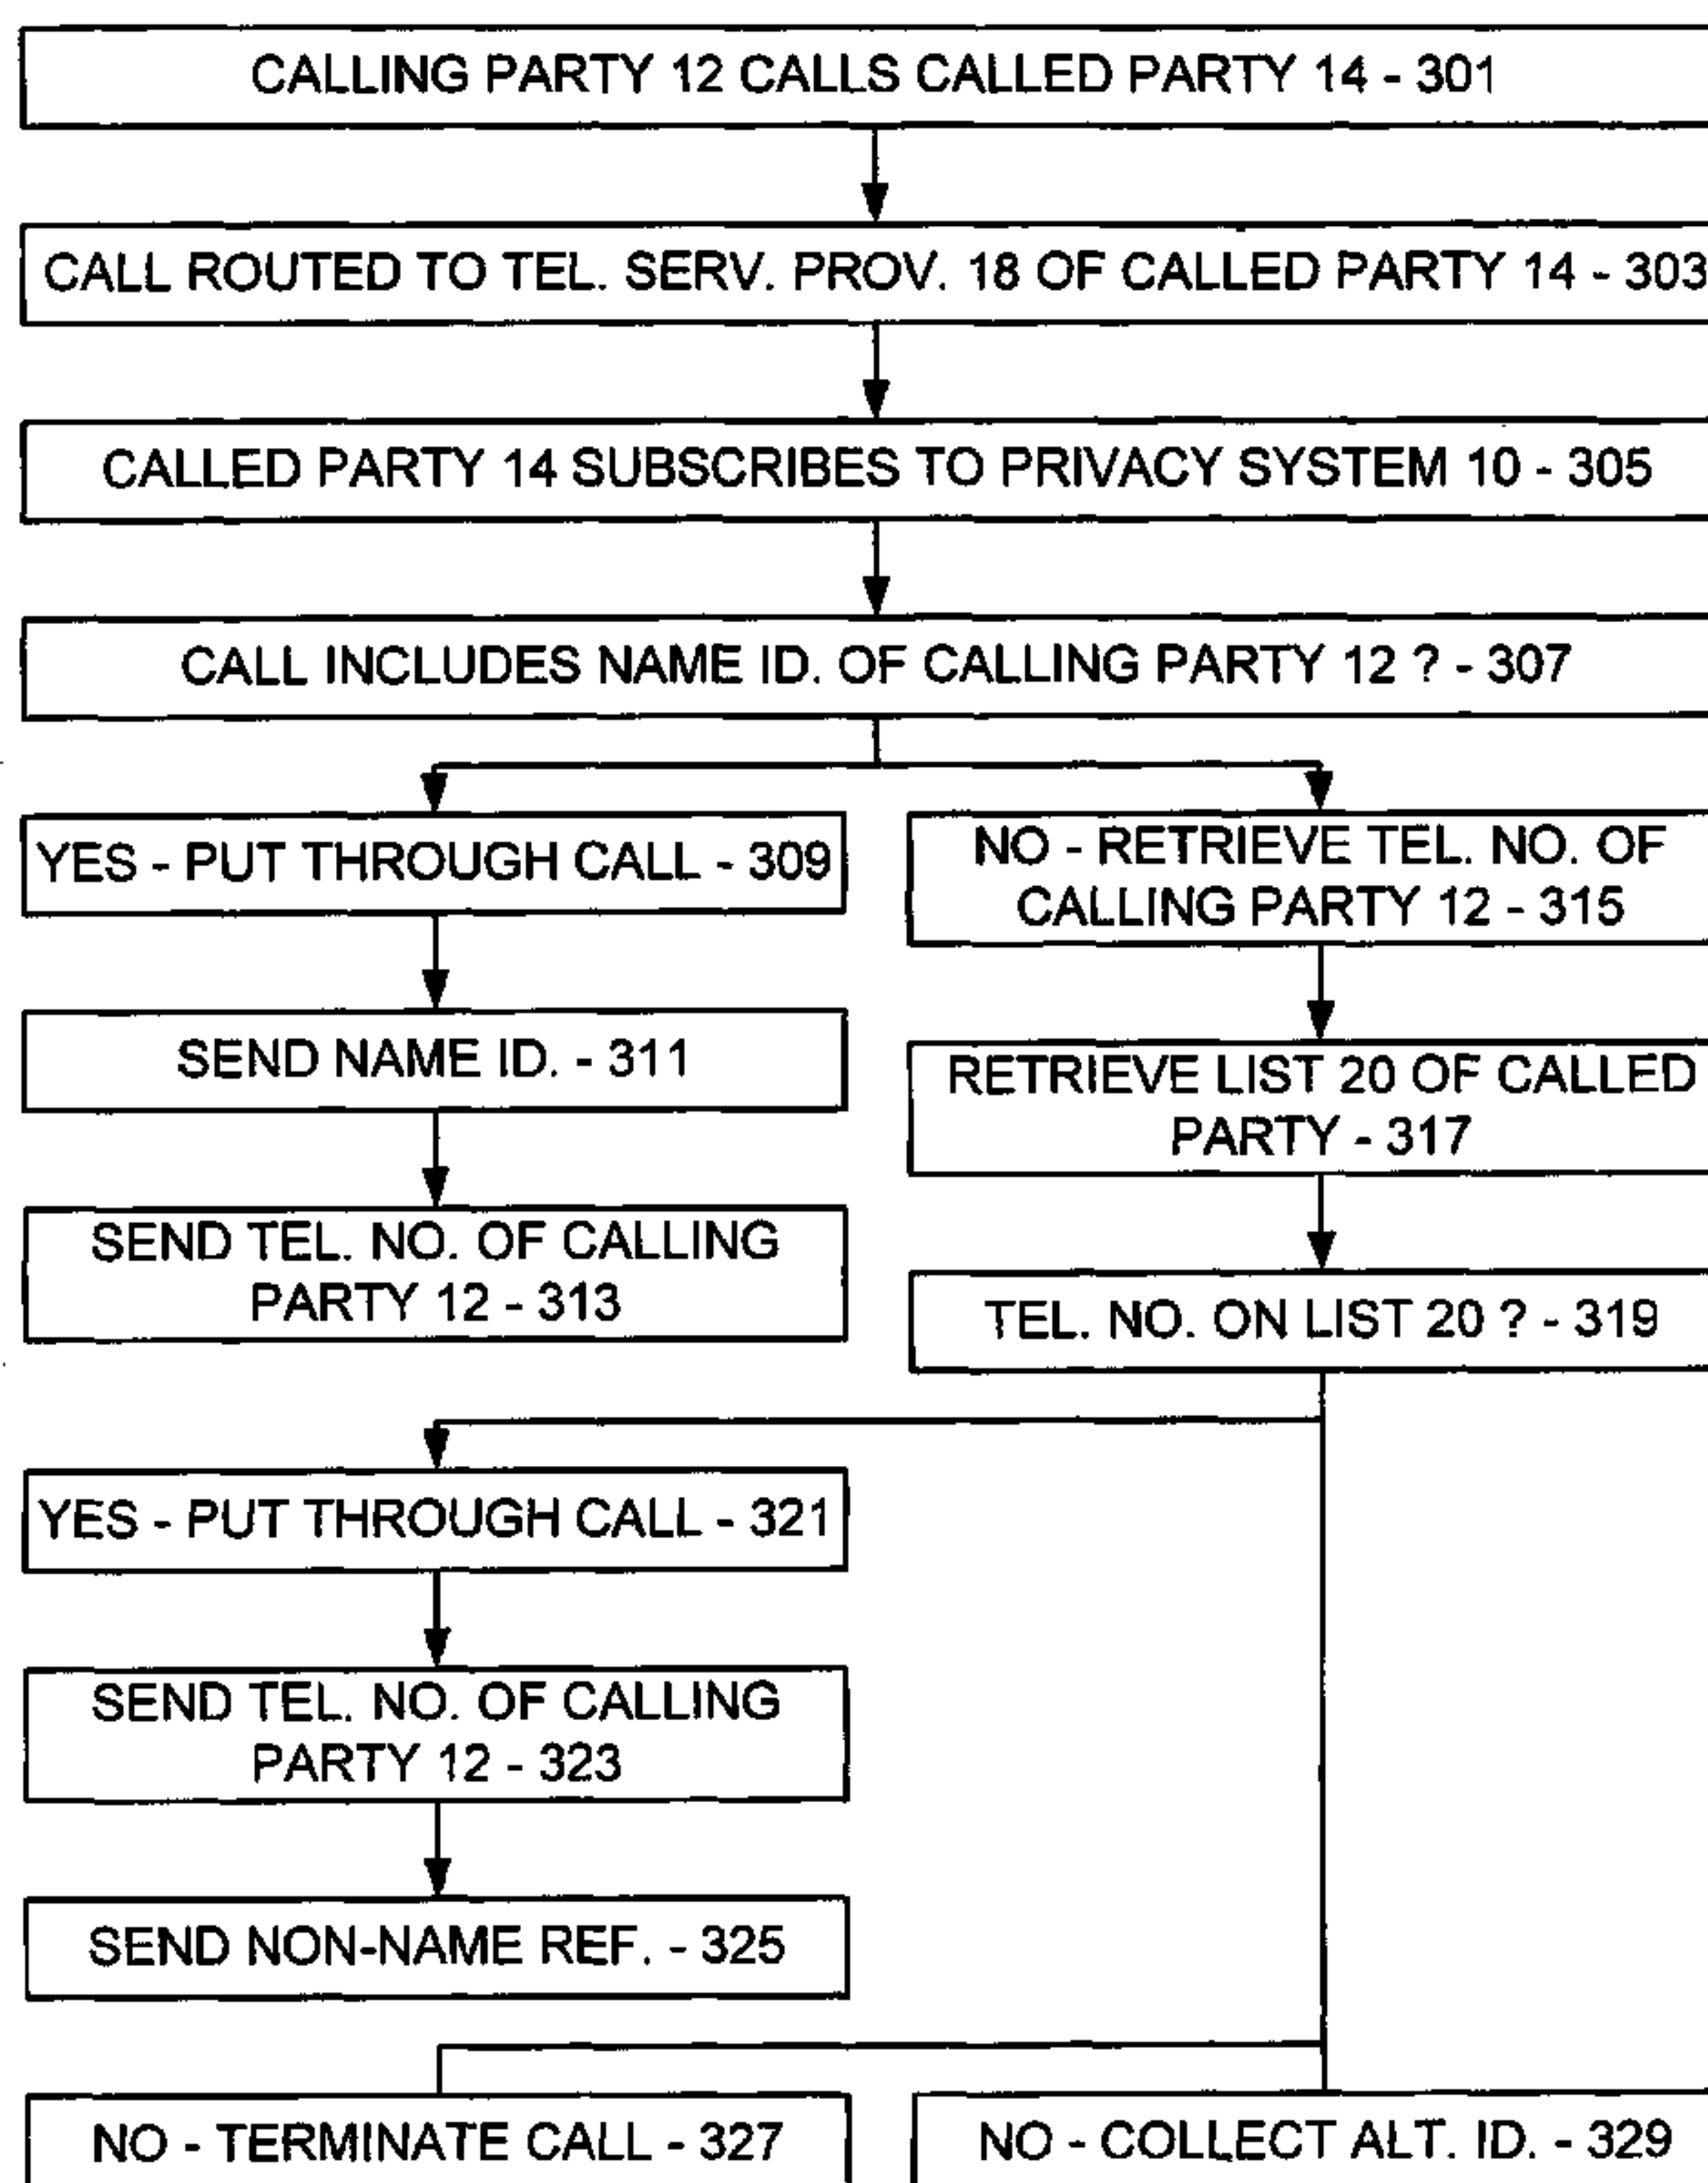 CALLING PARTY 12 CALLS CALLED PARTY 14 - 301
CALL ROUTED TO TEL. SERV. PROV. 18 OF CALLED PARTY 14 - 303
CALLED PARTY 14 SUBSCRIBES TO PRIVACY SYSTEM 10 - 305
CALL INCLUDES NAME ID. OF CALLING PARTY 12 ? - 307
YES - PUT THROUGH CALL - 309
SEND NAME ID. - 311
SEND TEL. NO. OF CALLING
PARTY 12 - 313
NO - RETRIEVE TEL. NO. OF
CALLING PARTY 12 - 315
RETRIEVE LIST 20 OF CALLED
PARTY - 317
TEL. NO. ON LIST 20 ? - 319
YES - PUT THROUGH CALL - 321
SEND TEL. NO. OF CALLING
PARTY 12 - 323
SEND NON-NAME REF. - 325
NO - TERMINATE CALL - 327
NO - COLLECT ALT. ID. - 329